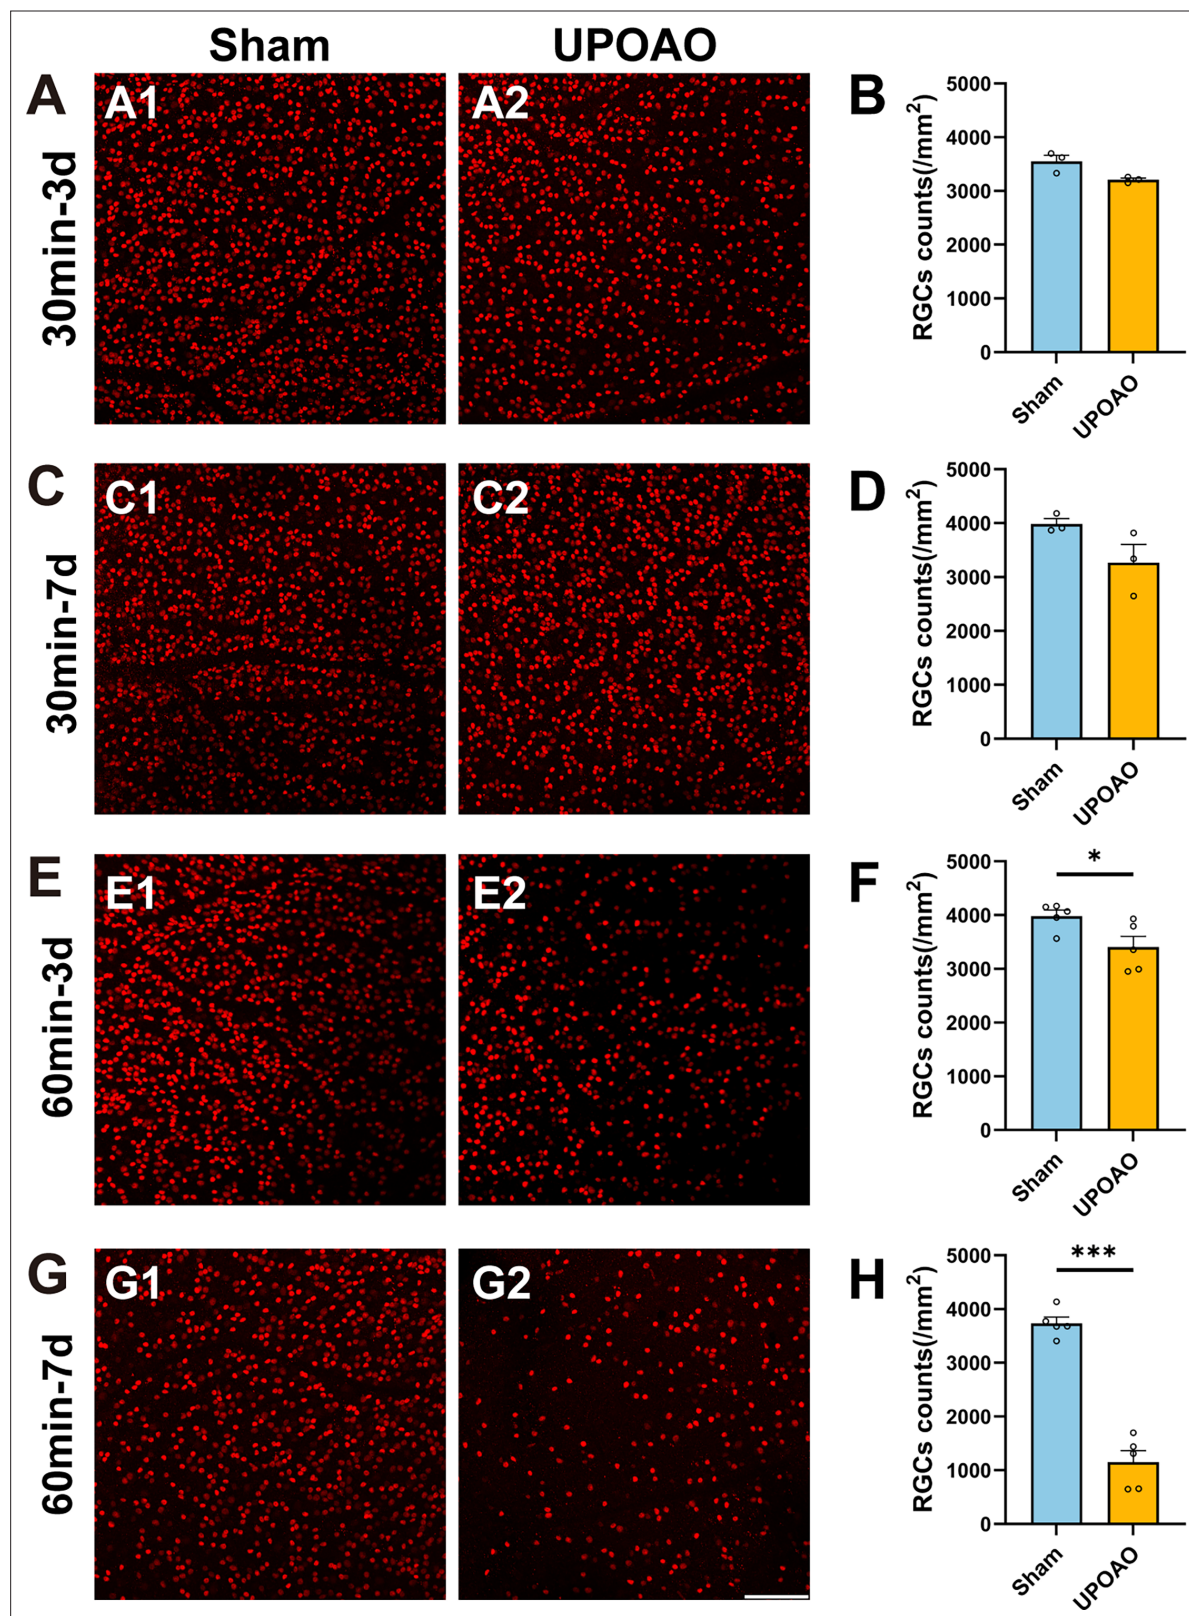 Sham UPOAO
A
30min-3d
A1
A2
B
RGCs counts(/mm²)
5000
4000
3000
2000
1000
0
Sham
UPOAO
C
30min-7d
C1
C2
D
RGCs counts(/mm²)
5000
4000
3000
2000
1000
0
Sham
UPOAO
E
60min-3d
E1
E2
F
RGCs counts(/mm²)
5000
4000
3000
2000
1000
0
*
Sham
UPOAO
G
60min-7d
G1
G2
H
RGCs counts(/mm²)
5000
4000
3000
2000
1000
0
***
Sham
UPOAO